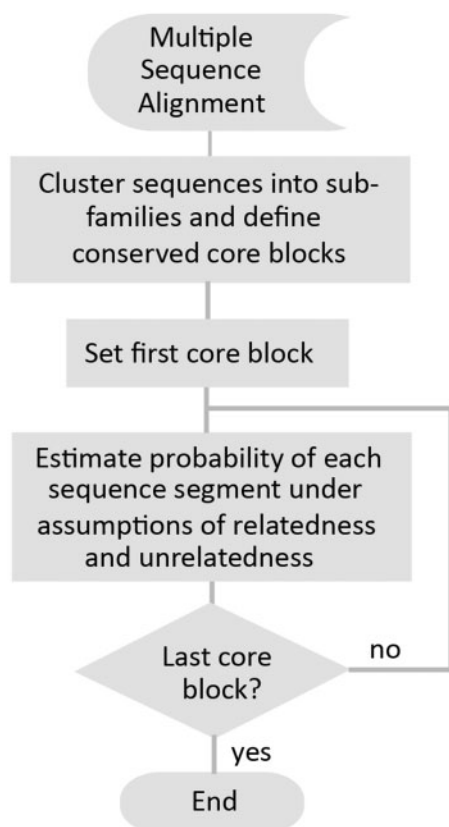 Multiple
Sequence
Alignment
Cluster sequences into sub-
families and define
conserved core blocks
Set first core block
Estimate probability of each
sequence segment under
assumptions of relatedness
and unrelatedness
Last core
block?
no
yes
End